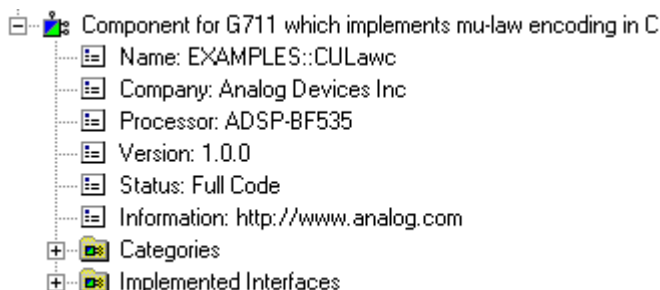 Component for G711 which implements mu-law encoding in C
Name: EXAMPLES::CULawc
Company: Analog Devices Inc
Processor: ADSP-BF535
Version: 1.0.0
Status: Full Code
Information: http://www.analog.com
Categories
Implemented Interfaces